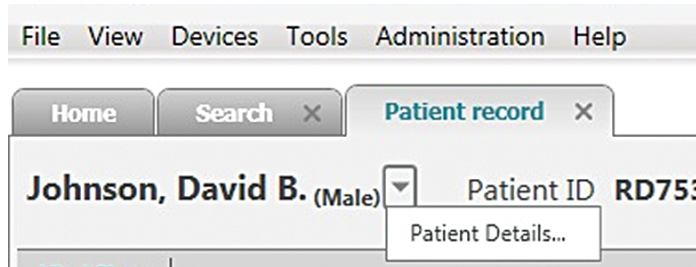 File View Devices Tools Administration Help
Home Search Patient record
Johnson, David B. (Male) Patient ID
Patient Details...